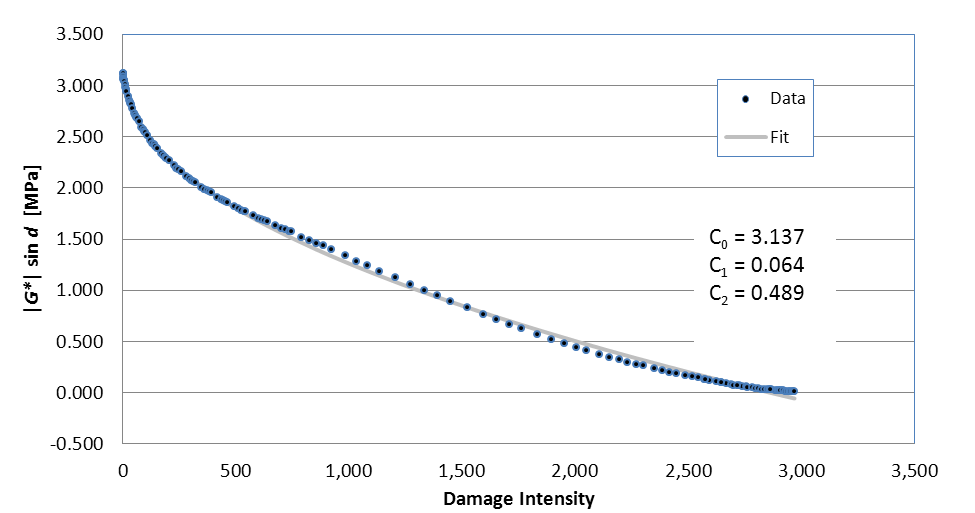 3.500
3.000
2.500
2.000
1.500
1.000
0.500
0.000
-0.500
|G*| sin d [MPa]
0 500 1,000 1,500 2,000 2,500 3,000 3,500
Damage Intensity
Data
Fit
C₀ = 3.137
C₁ = 0.064
C₂ = 0.489